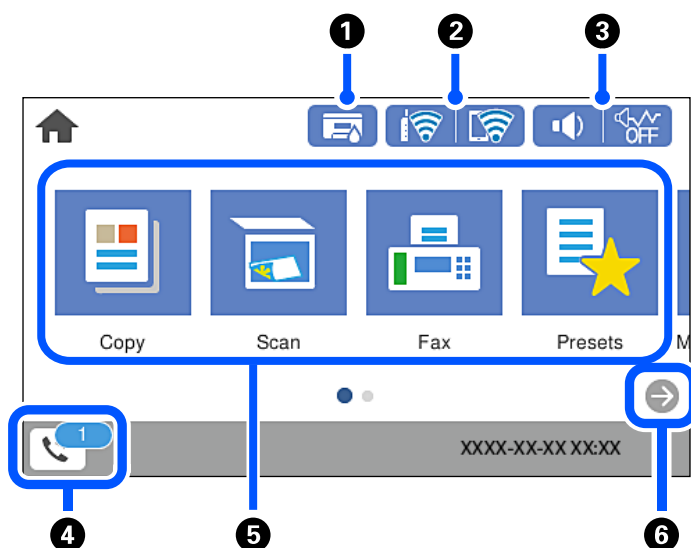 1 2 3
OFF
Copy Scan Fax Presets M
1
XXXX-XX-XX XX:XX
4 5 6